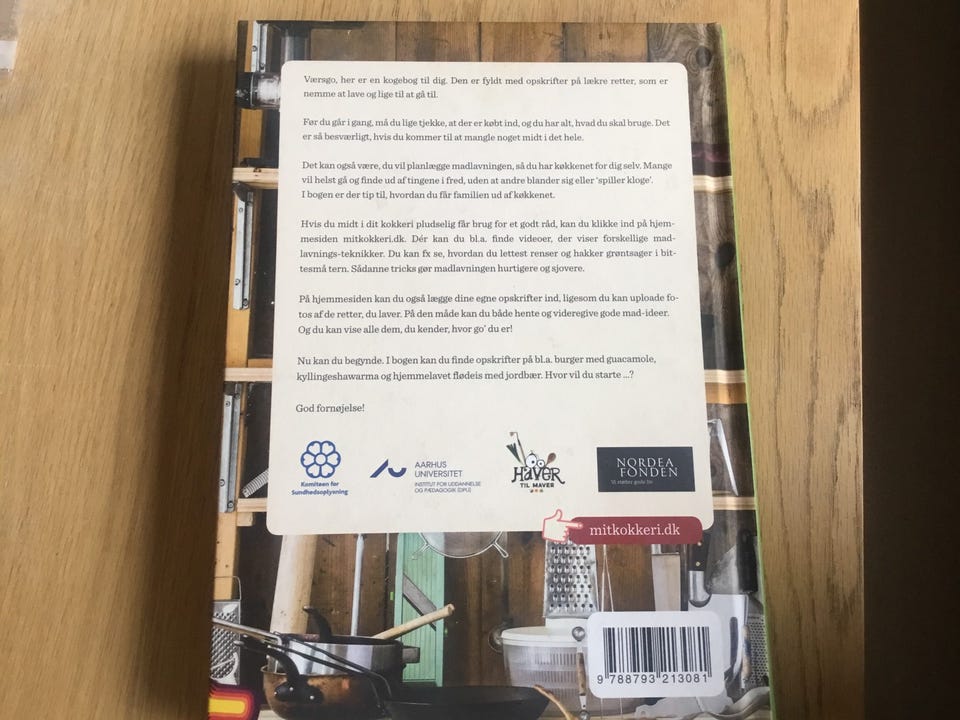 Værsgo, her er en kogebog til dig. Den er fyldt med opskrifter på lækre retter, som er
nemme at lave og lige til at gå til.
Før du går i gang, må du lige tjekke, at der er købt ind, og du har alt, hvad du skal bruge. Det
er så besværligt, hvis du kommer til at mangle noget midt i det hele.
Det kan også være, du vil planlægge madlavningen, så du har køkkenet for dig selv. Mange
vil helst gå og finde ud af tingene i fred, uden at andre blander sig eller ‘spiller kloge’.
I bogen er der tip til, hvordan du får familien ud af køkkenet.
Hvis du midt i dit kokkeri pludselig får brug for et godt råd, kan du klikke ind på hjem-
mesiden mitkokkeri.dk. Dér kan du bl.a. finde videoer, der viser forskellige mad-
lavnings-teknikker. Du kan fx se, hvordan du lettest renser og hakker grøntsager i bit-
tesmå tern. Sådanne tricks gør madlavningen hurtigere og sjovere.
På hjemmesiden kan du også lægge dine egne opskrifter ind, ligesom du kan uploade fo-
tos af de retter, du laver. På den måde kan du både hente og videregive gode mad-ideer.
Og du kan vise alle dem, du kender, hvor go’ du er!
Nu kan du begynde. I bogen kan du finde opskrifter på bl.a. burger med guacamole,
kyllingeshawarma og hjemmelavet flødeis med jordbær. Hvor vil du starte ...?
God fornøjelse!
Komiteen for
Sundhedsoplysning
AARHUS
UNIVERSITET
INSTITUT FOR UDDANNELSE
OG PÆDAGOGIK (DPU)
HAVER
TIL MAVER
NORDEA
FONDEN
Vi støtter gode liv
mitkokkeri.dk
9 788793 213081